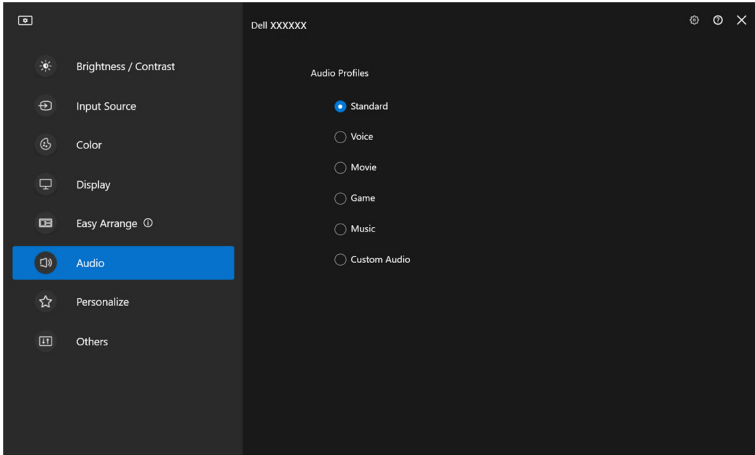 Dell XXXXXX
Brightness / Contrast
Input Source
Color
Display
Easy Arrange
Audio
Personalize
Others
Audio Profiles
Standard
Voice
Movie
Game
Music
Custom Audio